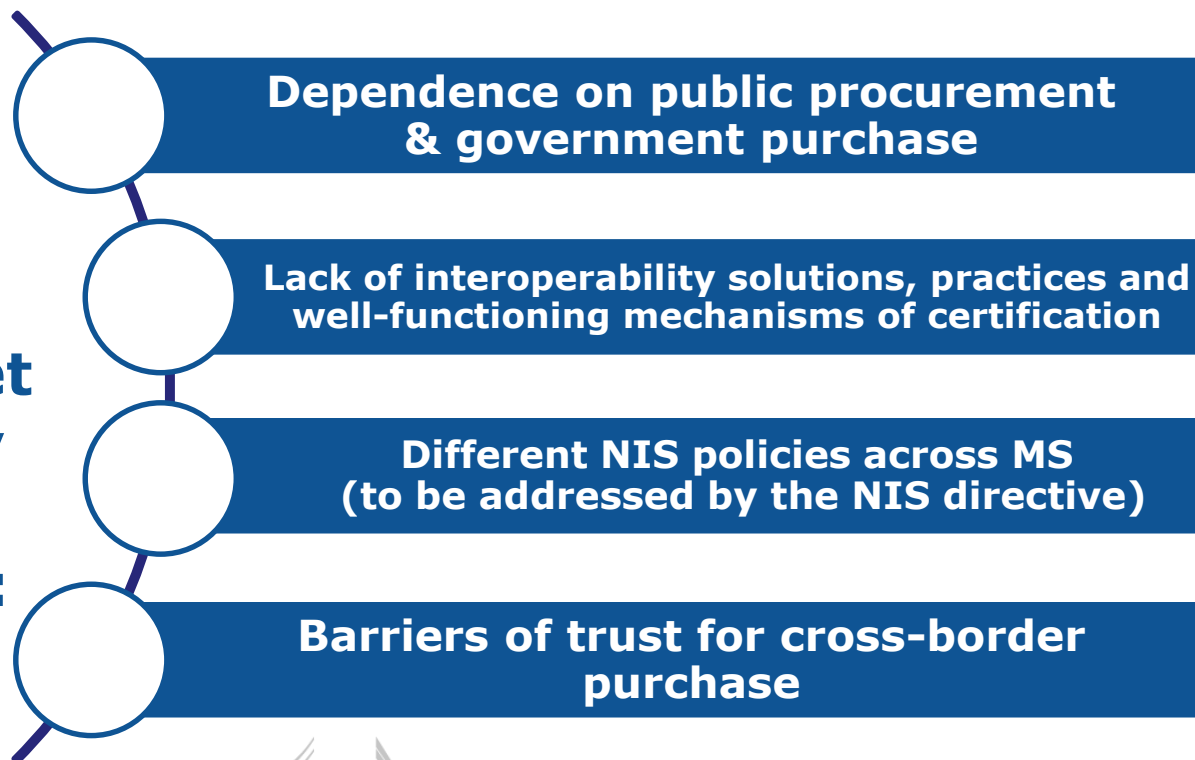 Dependence on public procurement
& government purchase
Lack of interoperability solutions, practices and
well-functioning mechanisms of certification
Different NIS policies across MS
(to be addressed by the NIS directive)
Barriers of trust for cross-border
purchase